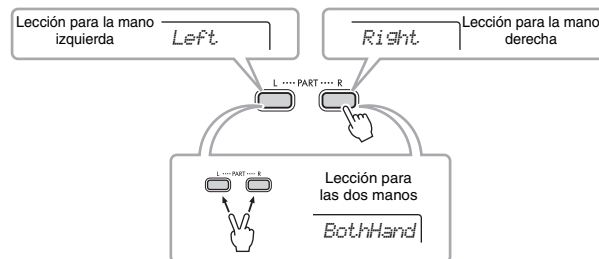 Lección para la mano
izquierda
Left
Right
Lección para la mano
derecha
L ···· PART ···· R
L ···· PART ···· R
Lección para
las dos manos
BothHand